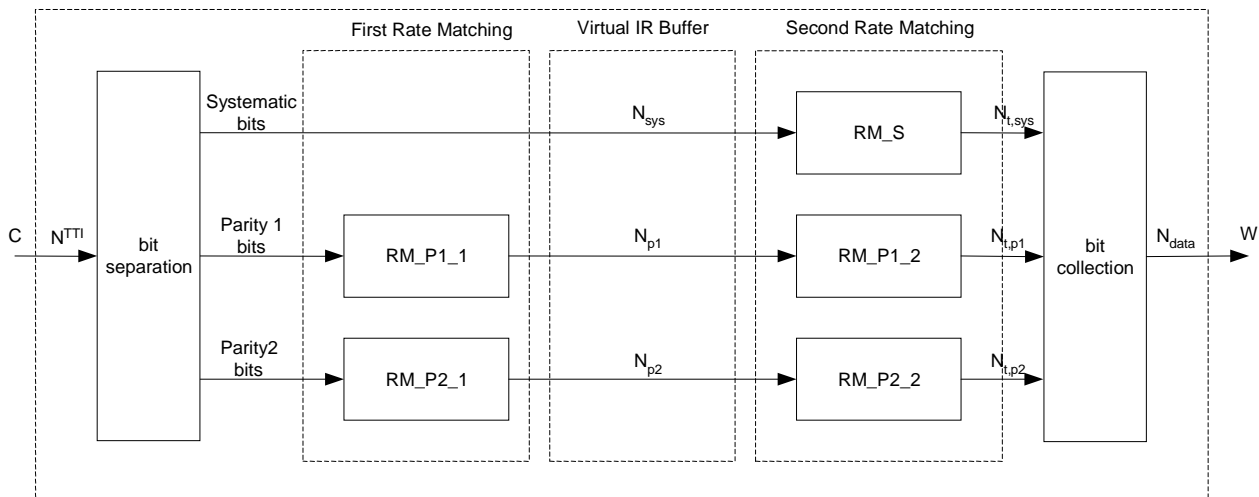 First Rate Matching
Virtual IR Buffer
Second Rate Matching
Systematic
bits
N_sys
RM_S
N_t,sys
C
N^TTI
bit
separation
Parity 1
bits
RM_P1_1
N_p1
RM_P1_2
N_t,p1
bit
collection
N_data
W
Parity2
bits
RM_P2_1
N_p2
RM_P2_2
N_t,p2